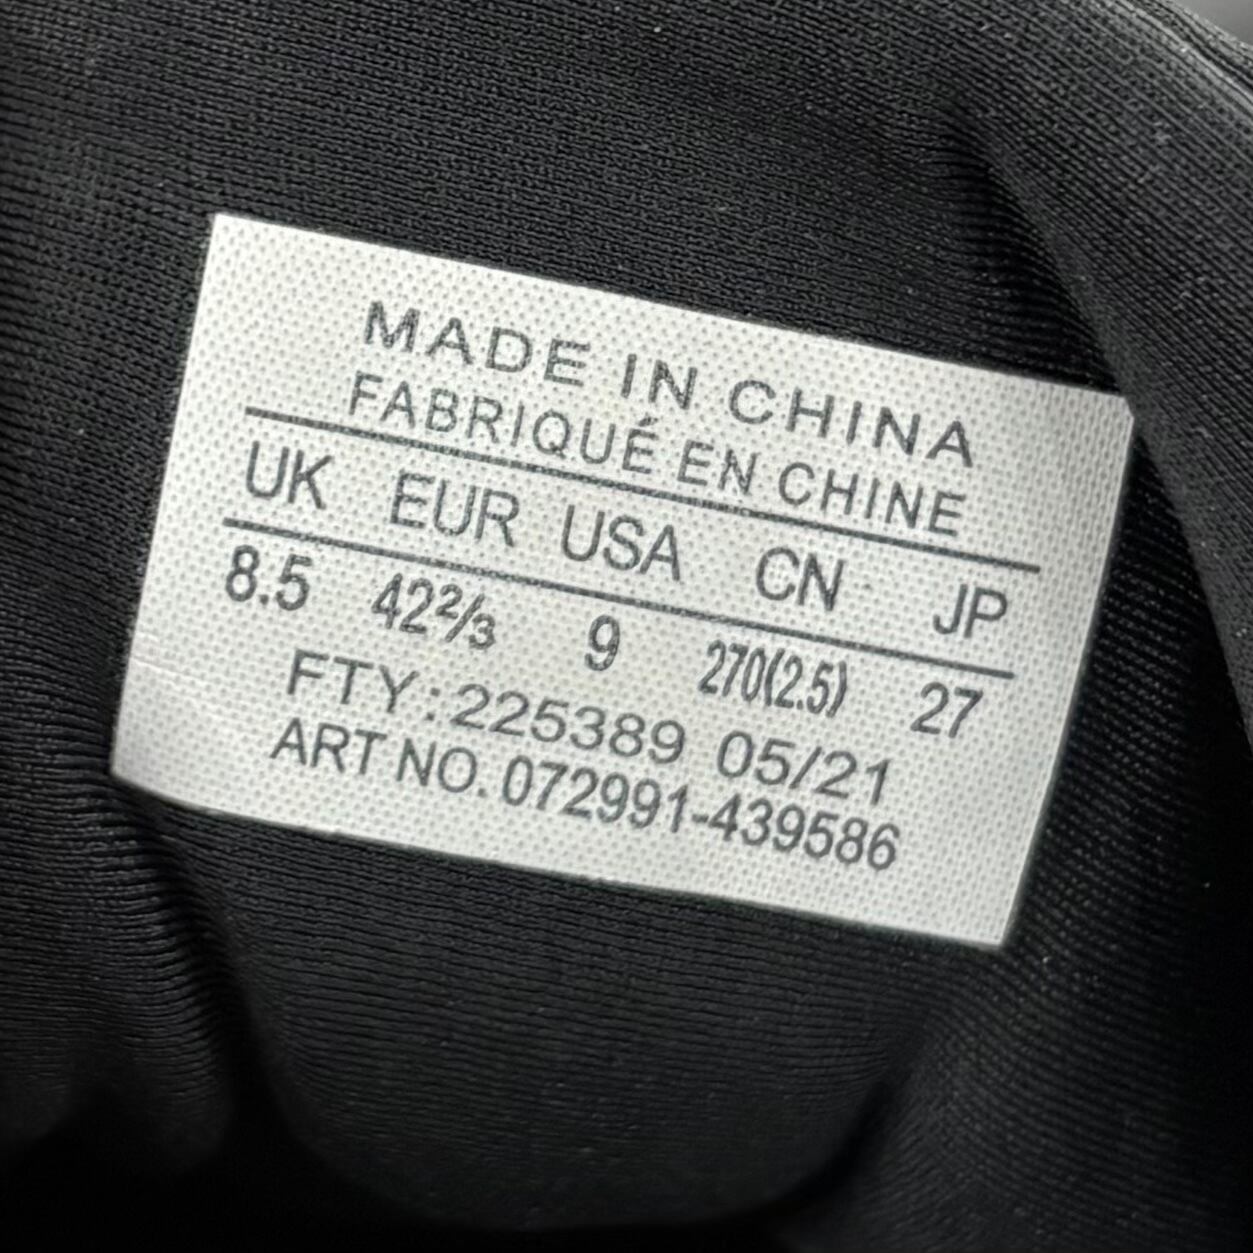 MADE IN CHINA
FABRIQUÉ EN CHINE
UK EUR USA CN JP
8.5 42⅔ 9 270(2.5) 27
FTY:225389 05/21
ART NO. 072991-439586